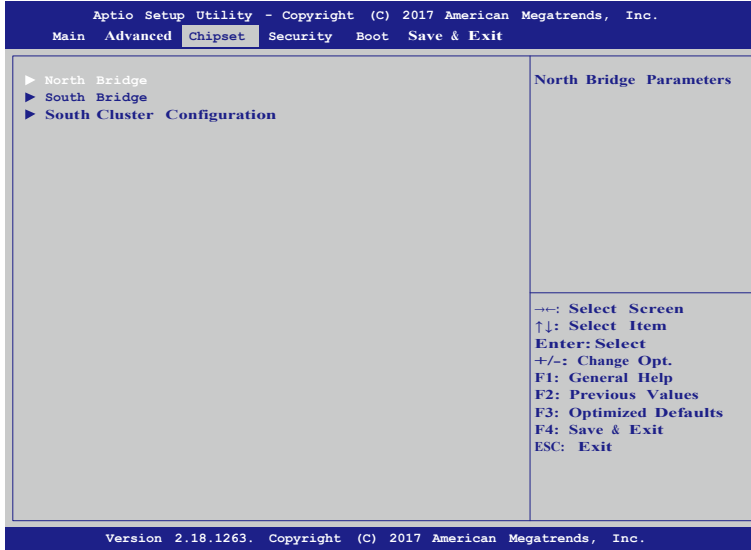 Aptio Setup Utility - Copyright (C) 2017 American Megatrends, Inc.
Main Advanced Chipset Security Boot Save & Exit
▶ North Bridge
▶ South Bridge
▶ South Cluster Configuration
North Bridge Parameters
→←: Select Screen
↑↓: Select Item
Enter: Select
+/-: Change Opt.
F1: General Help
F2: Previous Values
F3: Optimized Defaults
F4: Save & Exit
ESC: Exit
Version 2.18.1263. Copyright (C) 2017 American Megatrends, Inc.